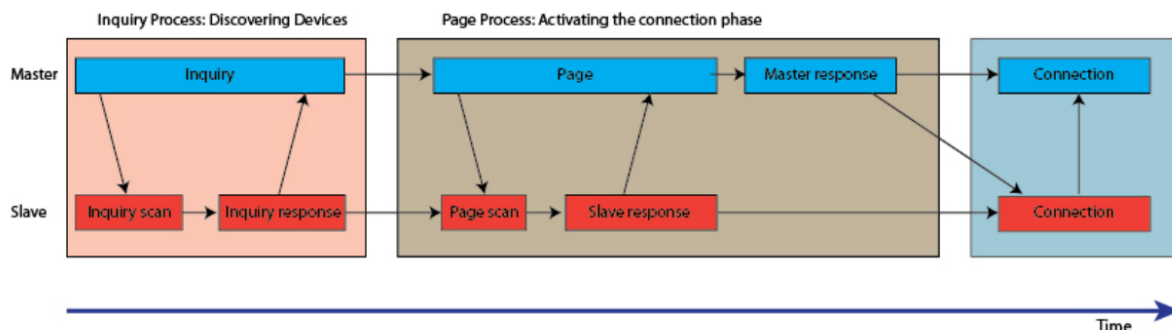 Inquiry Process: Discovering Devices
Page Process: Activating the connection phase
Master
Inquiry
Page
Master response
Connection
Slave
Inquiry scan
Inquiry response
Page scan
Slave response
Connection
Time